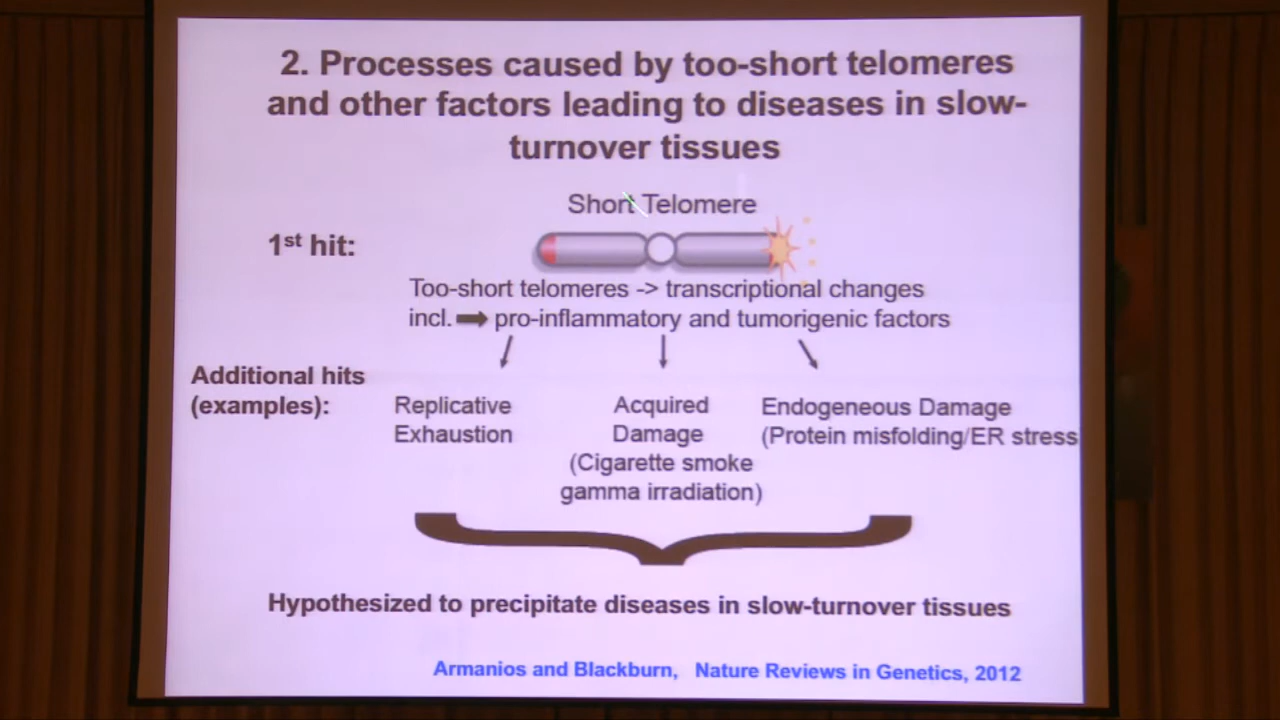 2. Processes caused by too-short telomeres
and other factors leading to diseases in slow-
turnover tissues
Short Telomere
1st hit:
Too-short telomeres -> transcriptional changes
incl. ➡ pro-inflammatory and tumorigenic factors
Additional hits
(examples):
Replicative
Exhaustion
Acquired
Damage
(Cigarette smoke
gamma irradiation)
Endogeneous Damage
(Protein misfolding/ER stress
Hypothesized to precipitate diseases in slow-turnover tissues
Armanios and Blackburn, Nature Reviews in Genetics, 2012